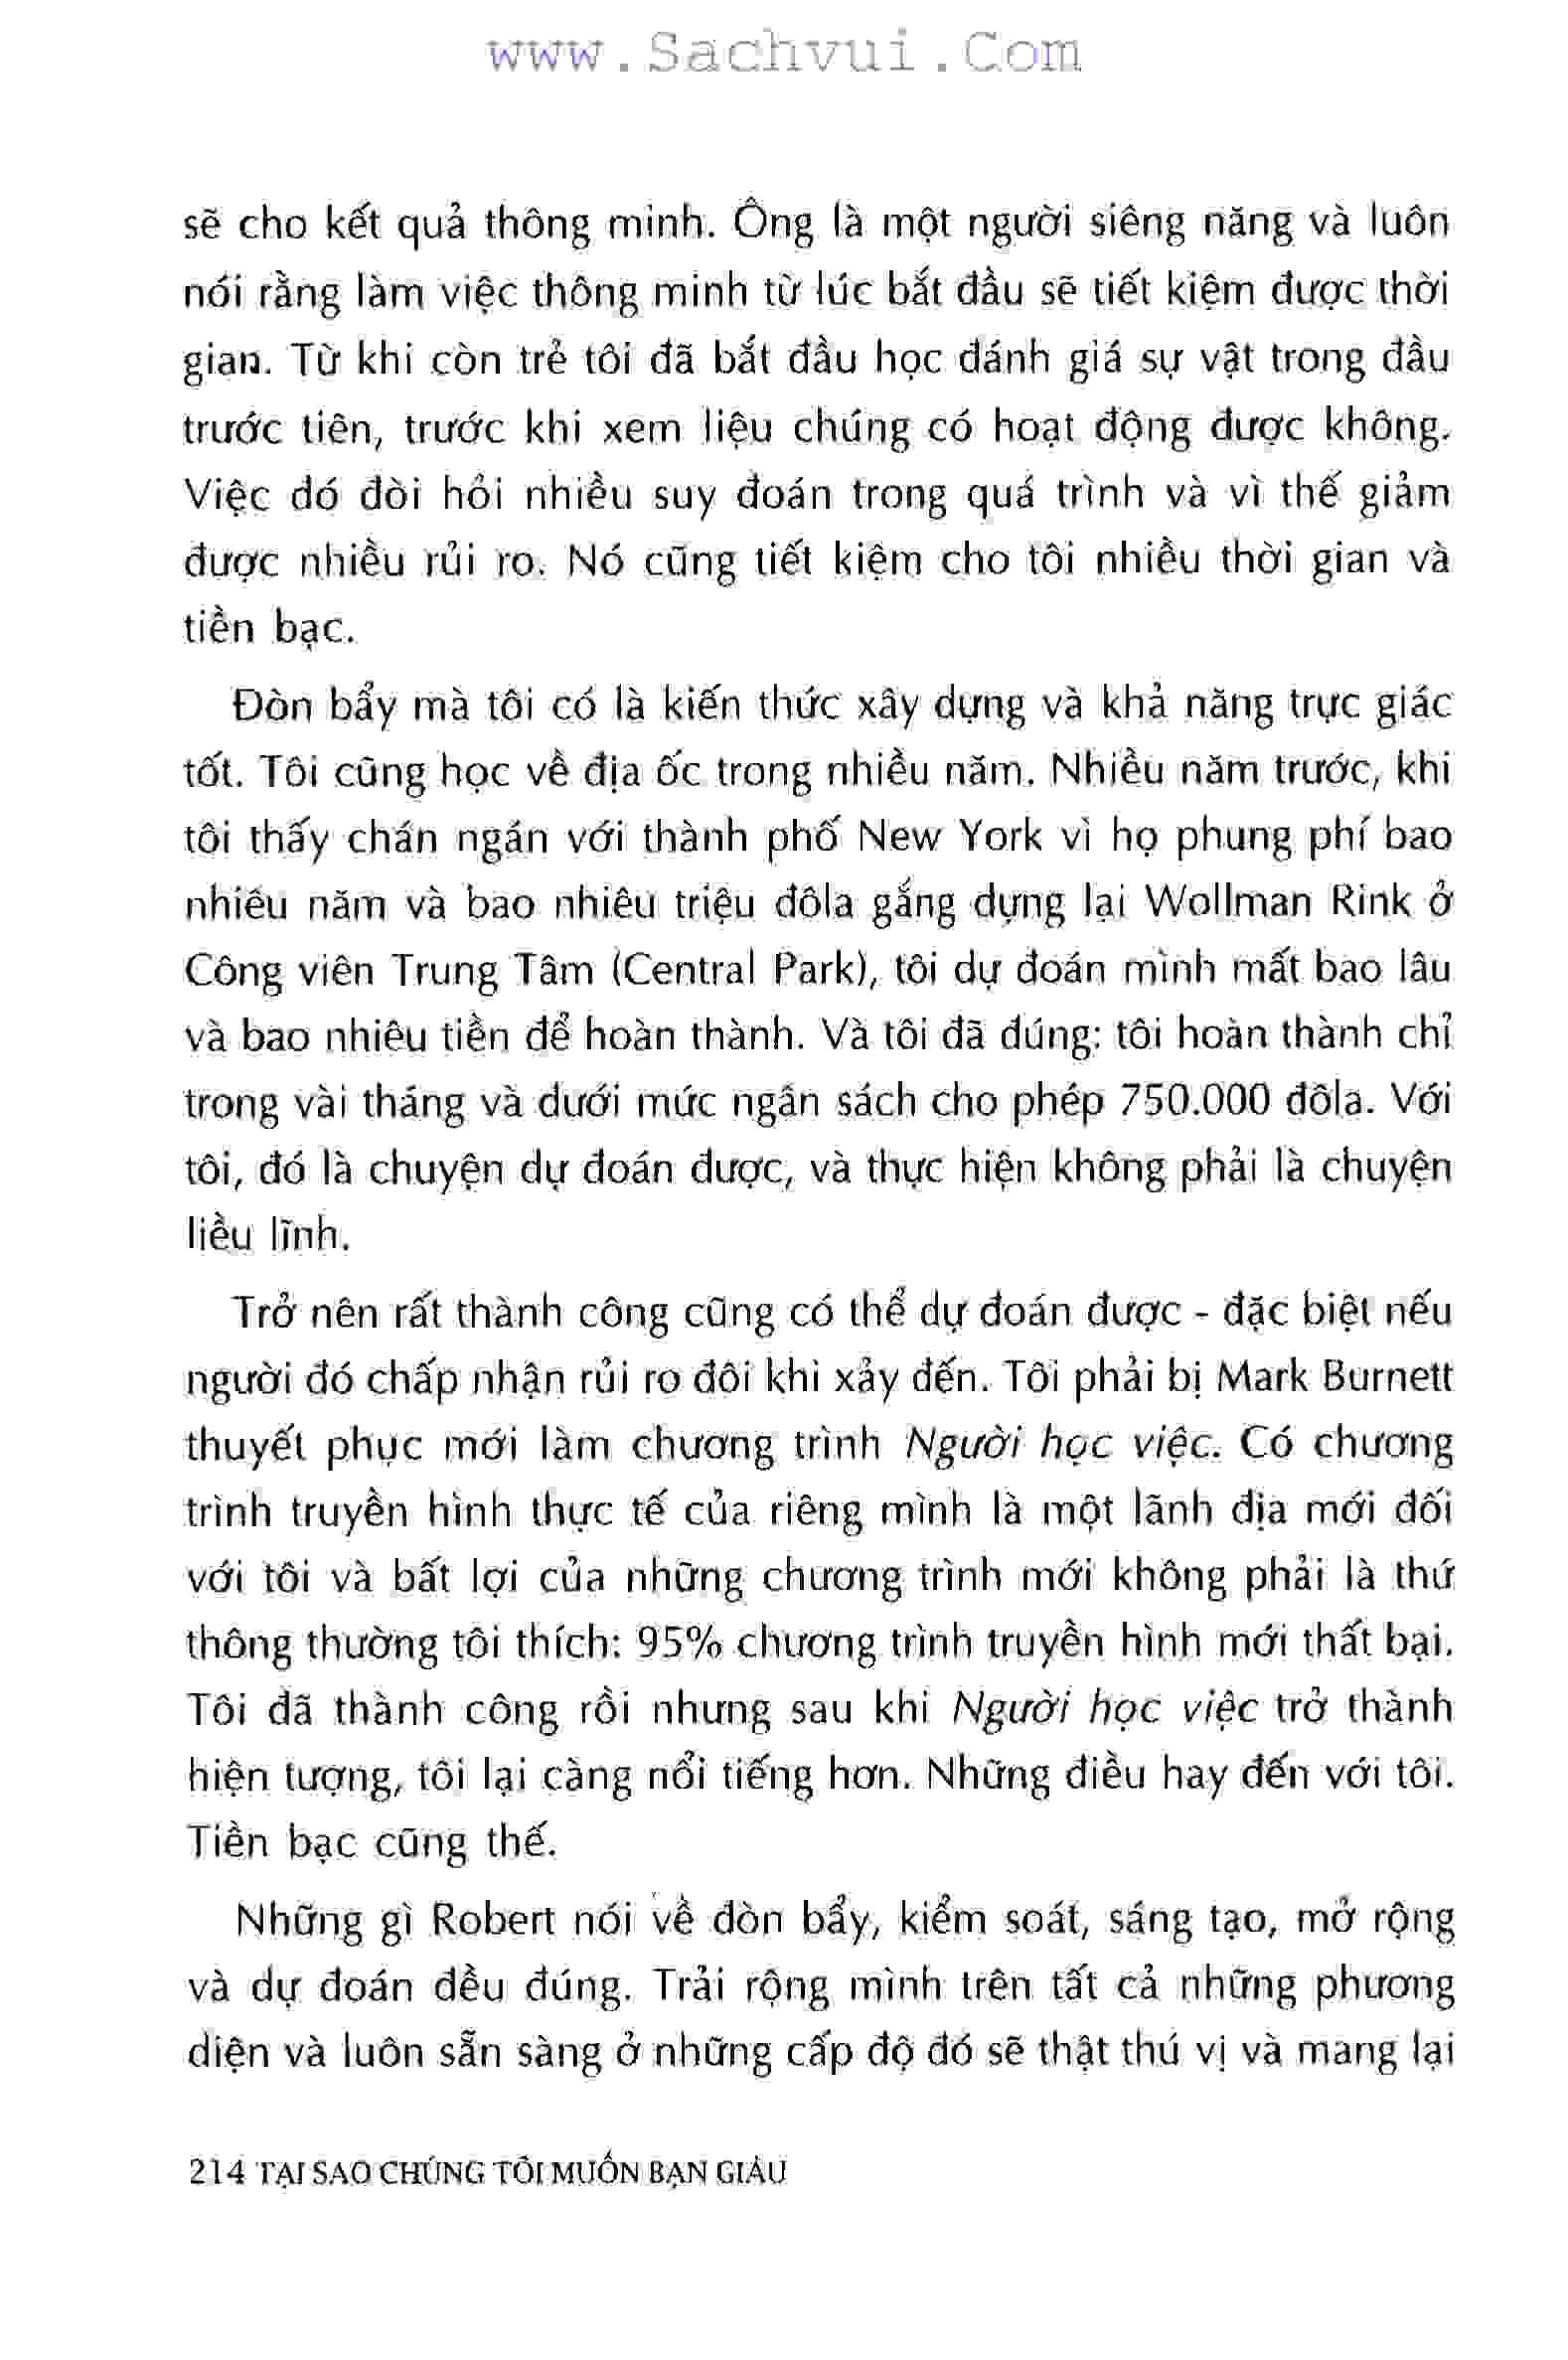 www.Sachvui.Com
sẽ cho kết quả thông minh. Ông là một người siêng năng và luôn
nói rằng làm việc thông minh từ lúc bắt đầu sẽ tiết kiệm được thời
gian. Từ khi còn trẻ tôi đã bắt đầu học đánh giá sự vật trong đầu
trước tiên, trước khi xem liệu chúng có hoạt động được không.
Việc đó đòi hỏi nhiều suy đoán trong quá trình và vì thế giảm
được nhiều rủi ro. Nó cũng tiết kiệm cho tôi nhiều thời gian và
tiền bạc.
Đòn bẩy mà tôi có là kiến thức xây dựng và khả năng trực giác
tốt. Tôi cũng học về địa ốc trong nhiều năm. Nhiều năm trước, khi
tôi thấy chán ngán với thành phố New York vì họ phung phí bao
nhiêu năm và bao nhiêu triệu đôla gắng dựng lại Wollman Rink ở
Công viên Trung Tâm (Central Park), tôi dự đoán mình mất bao lâu
và bao nhiêu tiền để hoàn thành. Và tôi đã đúng: tôi hoàn thành chỉ
trong vài tháng và dưới mức ngân sách cho phép 750.000 đôla. Với
tôi, đó là chuyện dự đoán được, và thực hiện không phải là chuyện
liều lĩnh.
Trở nên rất thành công cũng có thể dự đoán được - đặc biệt nếu
người đó chấp nhận rủi ro đôi khi xảy đến. Tôi phải bị Mark Burnett
thuyết phục mới làm chương trình Người học việc. Có chương
trình truyền hình thực tế của riêng mình là một lãnh địa mới đối
với tôi và bất lợi của những chương trình mới không phải là thứ
thông thường tôi thích: 95% chương trình truyền hình mới thất bại.
Tôi đã thành công rồi nhưng sau khi Người học việc trở thành
hiện tượng, tôi lại càng nổi tiếng hơn. Những điều hay đến với tôi.
Tiền bạc cũng thế.
Những gì Robert nói về đòn bẩy, kiểm soát, sáng tạo, mở rộng
và dự đoán đều đúng. Trải rộng mình trên tất cả những phương
diện và luôn sẵn sàng ở những cấp độ đó sẽ thật thú vị và mang lại
214 TẠI SAO CHÚNG TÔI MUỐN BẠN GIÀU